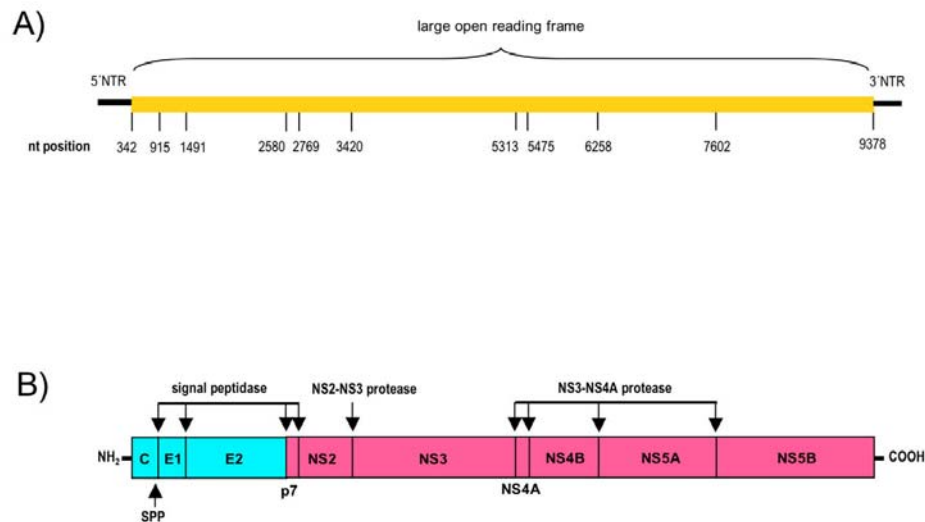 A)
large open reading frame
5´NTR 3´NTR
nt position 342 915 1491 2580 2769 3420 5313 5475 6258 7602 9378
B)
signal peptidase NS2-NS3 protease NS3-NS4A protease
NH2 C E1 E2 NS2 NS3 NS4B NS5A NS5B COOH
p7 NS4A
SPP